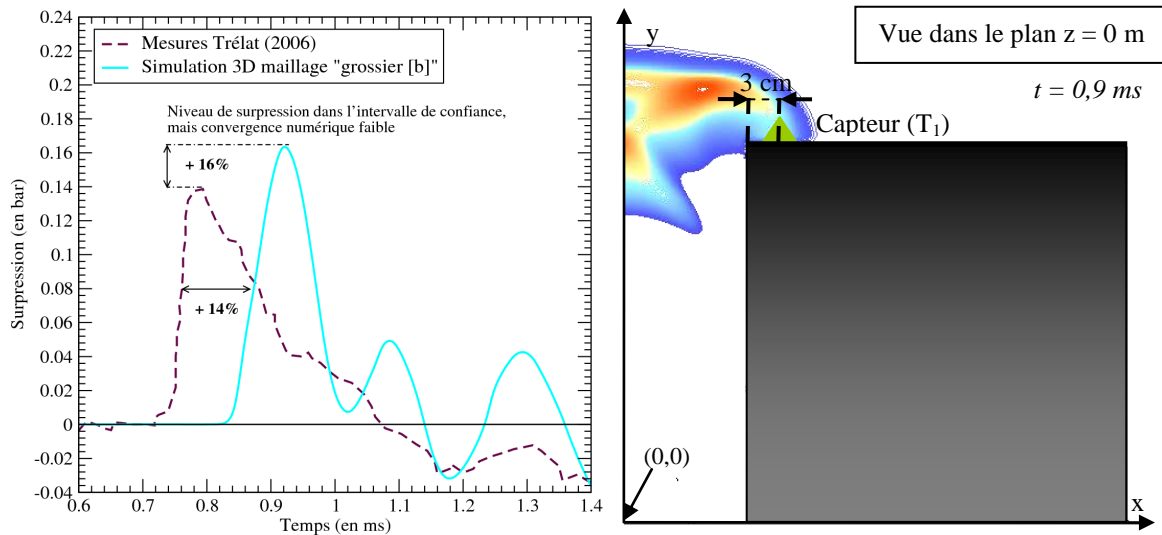 0.24
0.22
0.2
0.18
0.16
0.14
0.12
0.1
0.08
0.06
0.04
0.02
0
-0.02
-0.04
Surpression (en bar)
Mesures Trélat (2006)
Simulation 3D maillage "grossier [b]"
Niveau de surpression dans l'intervalle de confiance,
mais convergence numérique faible
+ 16%
+ 14%
0.6 0.7 0.8 0.9 1 1.1 1.2 1.3 1.4
Temps (en ms)
y
Vue dans le plan z = 0 m
t = 0,9 ms
3 cm
Capteur (T₁)
(0,0)
x